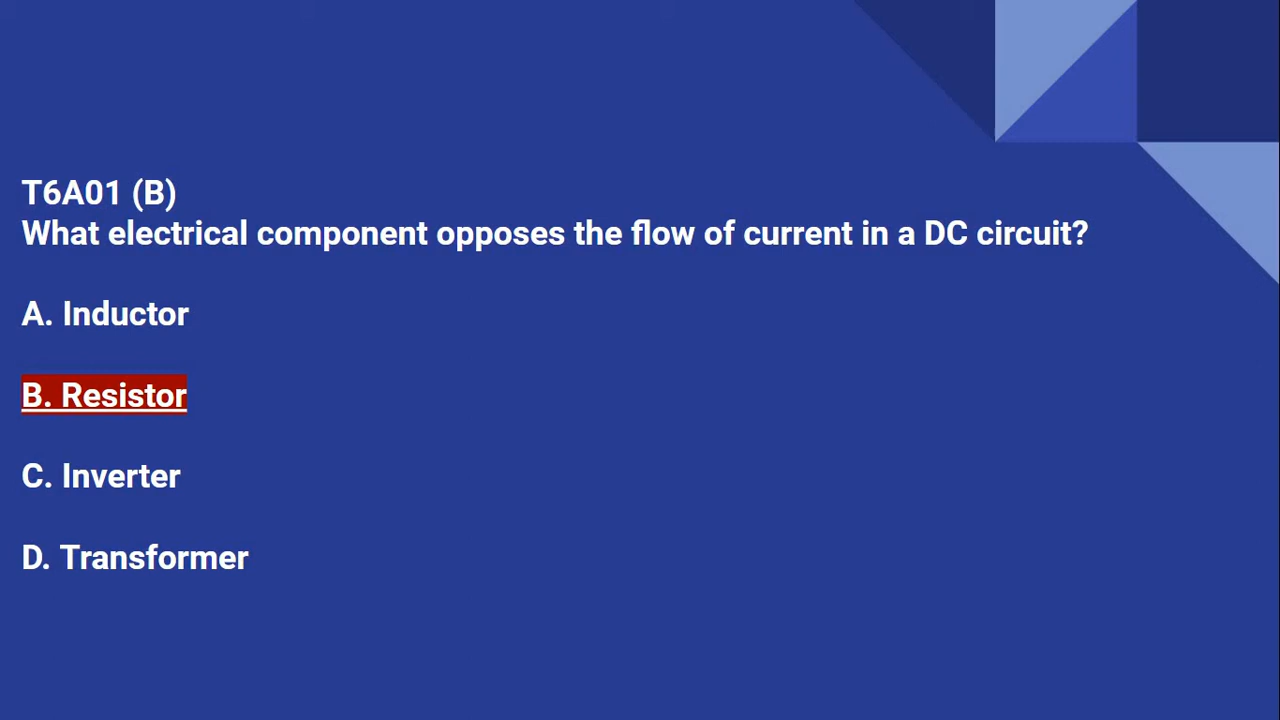 T6A01 (B)
What electrical component opposes the flow of current in a DC circuit?
A. Inductor
B. Resistor
C. Inverter
D. Transformer